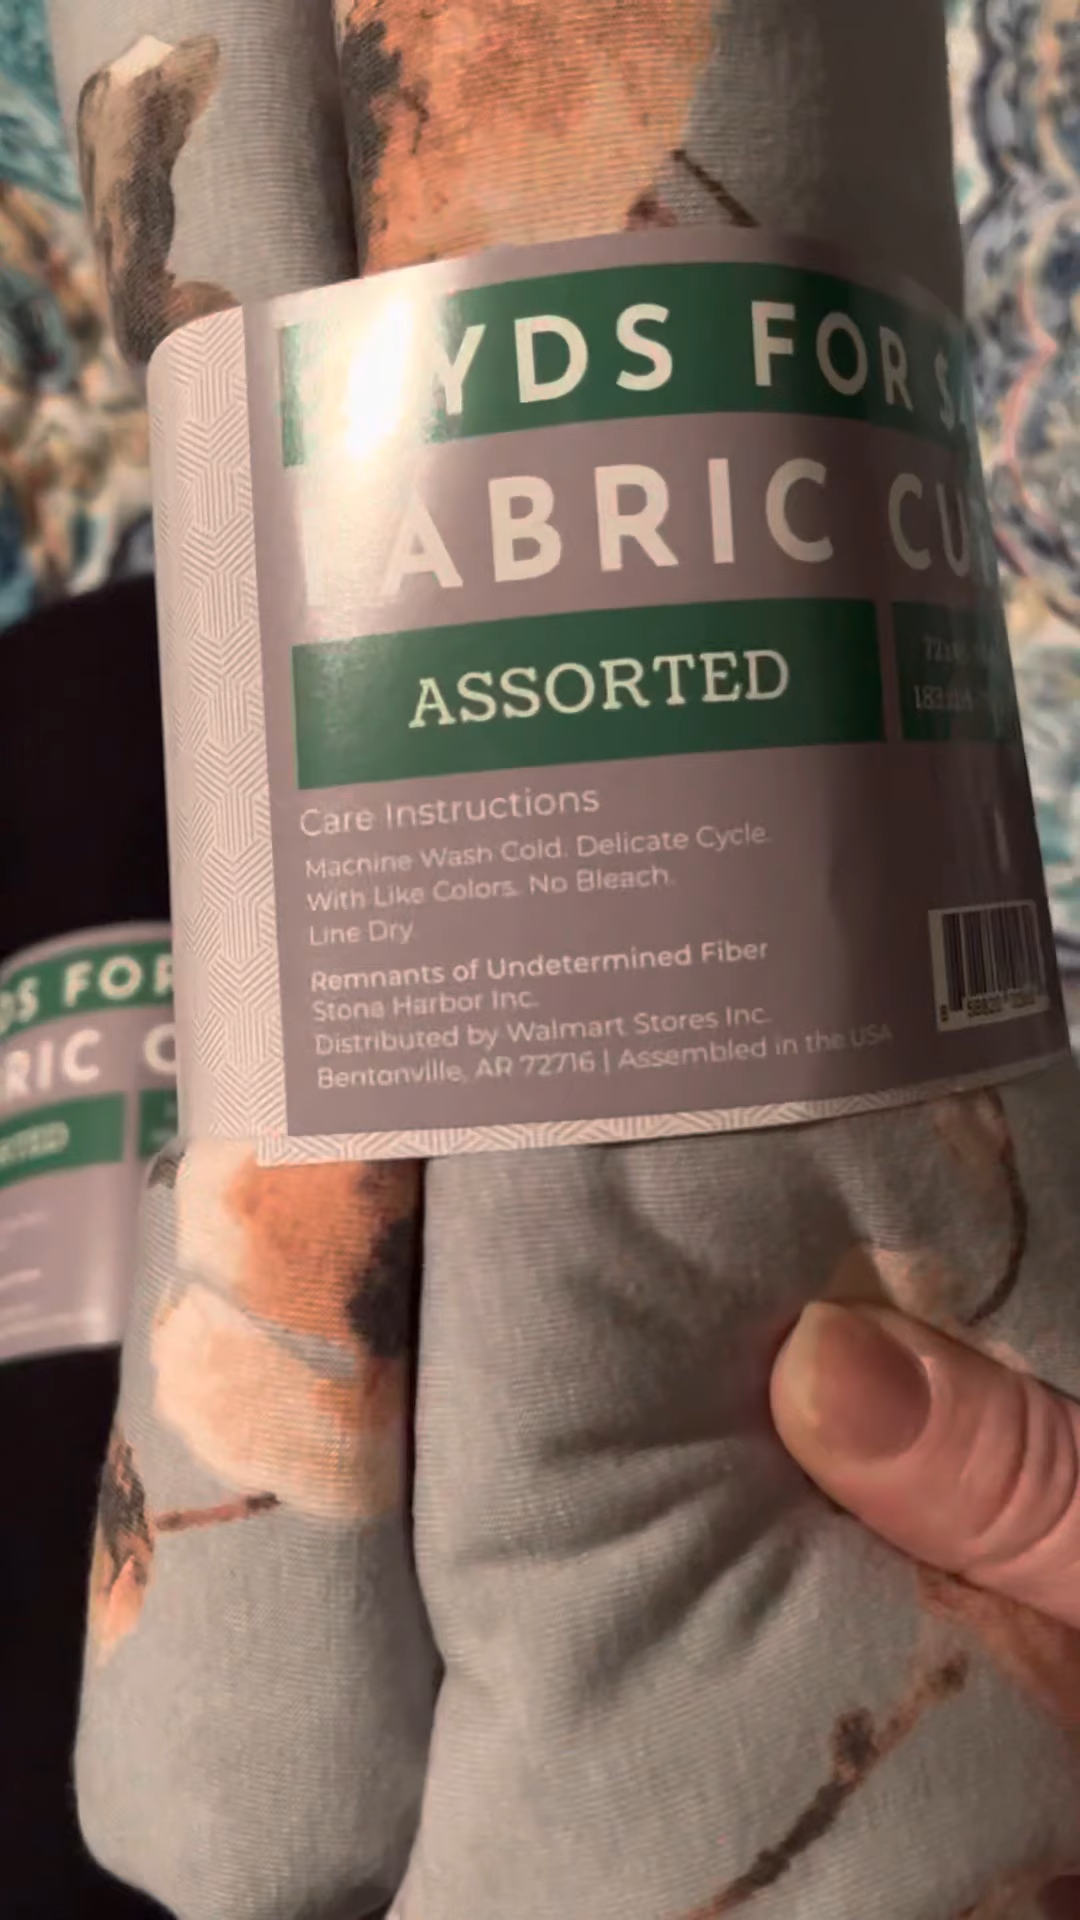 YDS FOR
ABRIC CU
ASSORTED
Care Instructions
Machine Wash Cold. Delicate Cycle.
With Like Colors. No Bleach.
Line Dry
Remnants of Undetermined Fiber
Stone Harbor Inc.
Distributed by Walmart Stores Inc.
Bentonville, AR 72716 | Assembled in the USA
DS FOR
RIC C